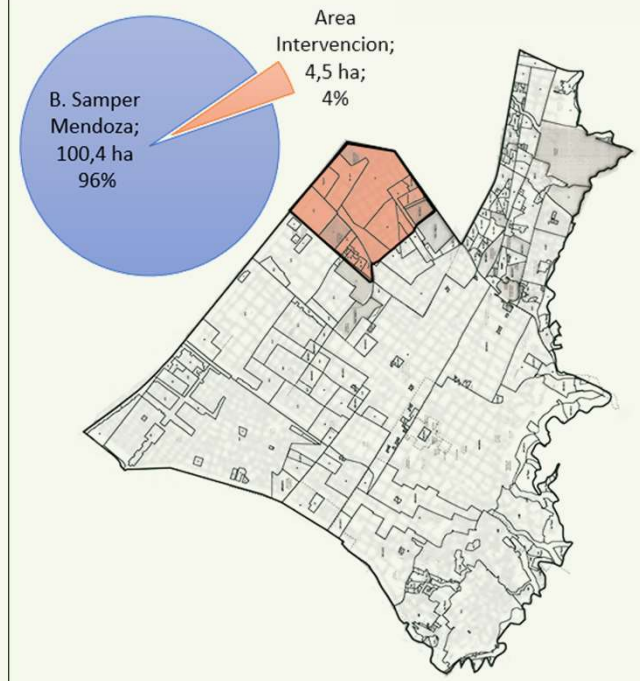 Area
Intervencion;
4,5 ha;
4%
B. Samper
Mendoza;
100,4 ha
96%